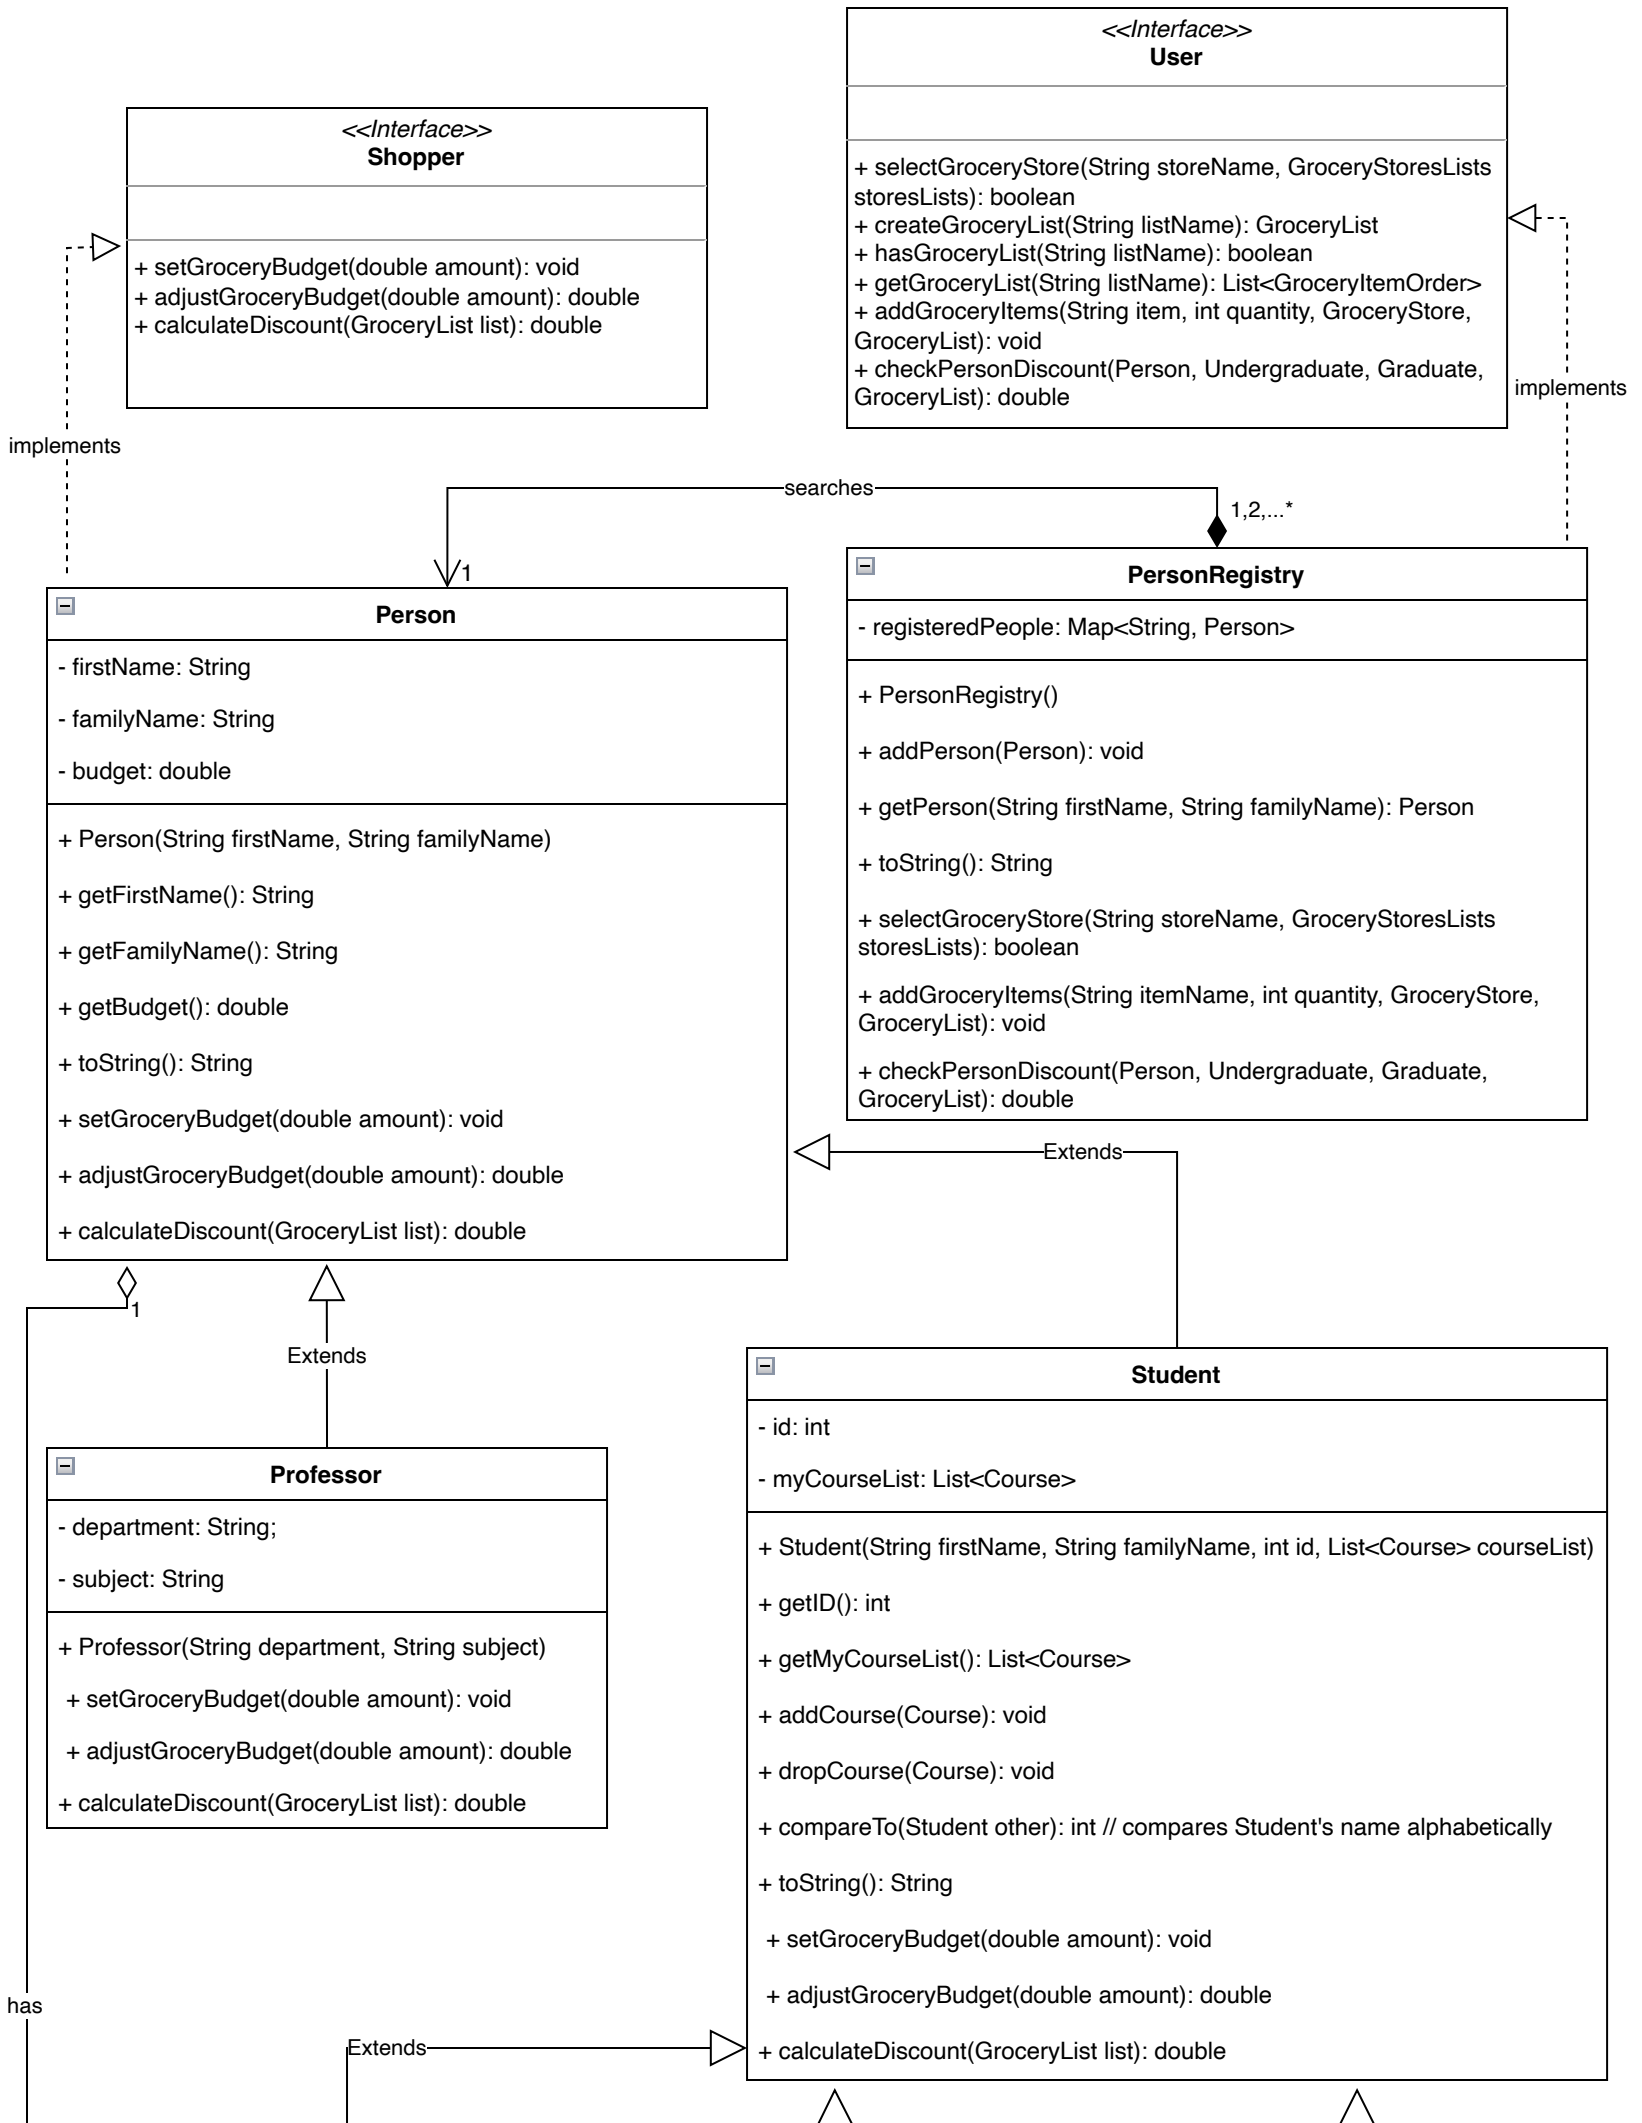 <<Interface>>
User
+ selectGroceryStore(String storeName, GroceryStoresLists
storesLists): boolean
+ createGroceryList(String listName): GroceryList
+ hasGroceryList(String listName): boolean
+ getGroceryList(String listName): List<GroceryItemOrder>
+ addGroceryItems(String item, int quantity, GroceryStore,
GroceryList): void
+ checkPersonDiscount(Person, Undergraduate, Graduate,
GroceryList): double
<<Interface>>
Shopper
+ setGroceryBudget(double amount): void
+ adjustGroceryBudget(double amount): double
+ calculateDiscount(GroceryList list): double
implements
implements
searches
1,2,...*
1
Person
- firstName: String
- familyName: String
- budget: double
+ Person(String firstName, String familyName)
+ getFirstName(): String
+ getFamilyName(): String
+ getBudget(): double
+ toString(): String
+ setGroceryBudget(double amount): void
+ adjustGroceryBudget(double amount): double
+ calculateDiscount(GroceryList list): double
PersonRegistry
- registeredPeople: Map<String, Person>
+ PersonRegistry()
+ addPerson(Person): void
+ getPerson(String firstName, String familyName): Person
+ toString(): String
+ selectGroceryStore(String storeName, GroceryStoresLists
storesLists): boolean
+ addGroceryItems(String itemName, int quantity, GroceryStore,
GroceryList): void
+ checkPersonDiscount(Person, Undergraduate, Graduate,
GroceryList): double
Extends
1
Extends
Professor
- department: String;
- subject: String
+ Professor(String department, String subject)
+ setGroceryBudget(double amount): void
+ adjustGroceryBudget(double amount): double
+ calculateDiscount(GroceryList list): double
Student
- id: int
- myCourseList: List<Course>
+ Student(String firstName, String familyName, int id, List<Course> courseList)
+ getID(): int
+ getMyCourseList(): List<Course>
+ addCourse(Course): void
+ dropCourse(Course): void
+ compareTo(Student other): int // compares Student's name alphabetically
+ toString(): String
+ setGroceryBudget(double amount): void
+ adjustGroceryBudget(double amount): double
+ calculateDiscount(GroceryList list): double
has
Extends